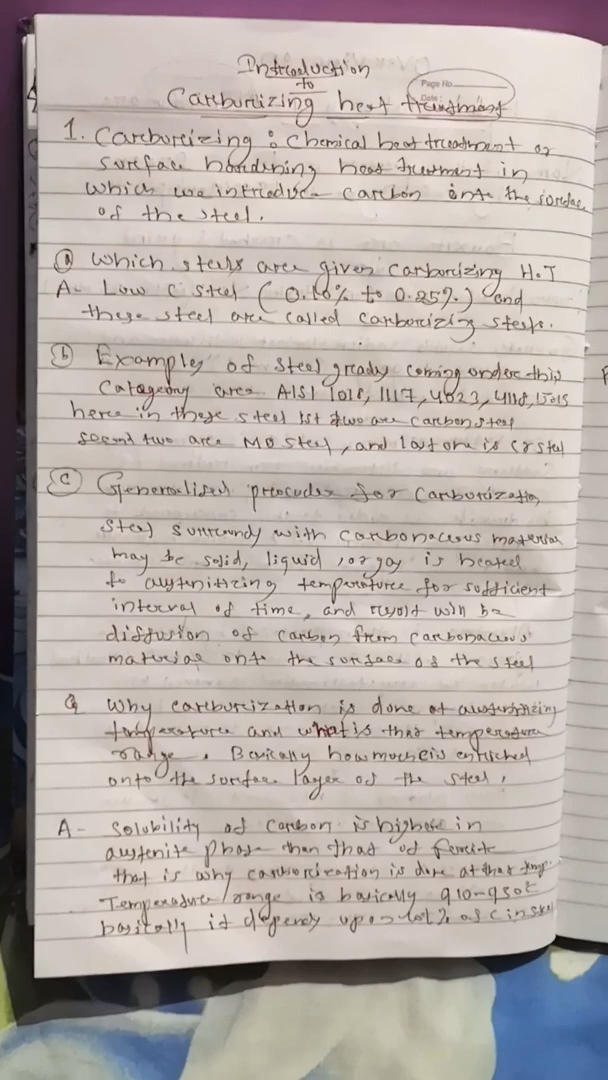 Introduction
to
Page No.
Date:
Carburizing heat treatment
1. Carburizing : Chemical heat treatment or
surface hardening heat treatment in
which we introduce carbon onto the surface
of the steel.
(a) Which steels are given carburizing H.T
A- Low C steel (0.10% to 0.25%) and
these steel are called carburizing steels.
(b) Examples of steel grades coming under this
Catageory are AISI 1018, 1117, 4023, 4118, 5015
here in these steel 1st two are carbon steel
second two are MO steel, and last one is Cr steel
(c) Generalised procudure for Carburization
Steel surrounds with carbonaceous material
may be solid, liquid, or gas is heated
to austenitizing temperature for sufficient
interval of time, and result will be
diffusion of carbon from carbonaceous
material onto the surface of the steel
Q Why carburization is done at austenitizing
temperature and what is that temperature
range. Basically how much is enriched
onto the surface layer of the steel.
A- Solubility of Carbon is highest in
austenite phase than that of ferrite
that is why carburization is done at that temp.
Temperature range is basically 910-950°C
basically it depends upon % of C in steel